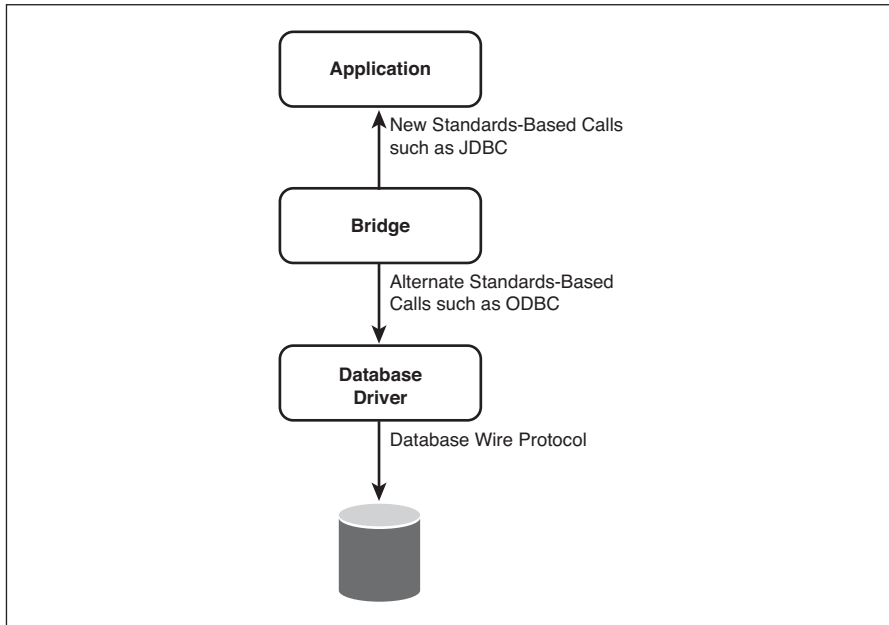 Application
New Standards-Based Calls
such as JDBC
Bridge
Alternate Standards-Based
Calls such as ODBC
Database
Driver
Database Wire Protocol